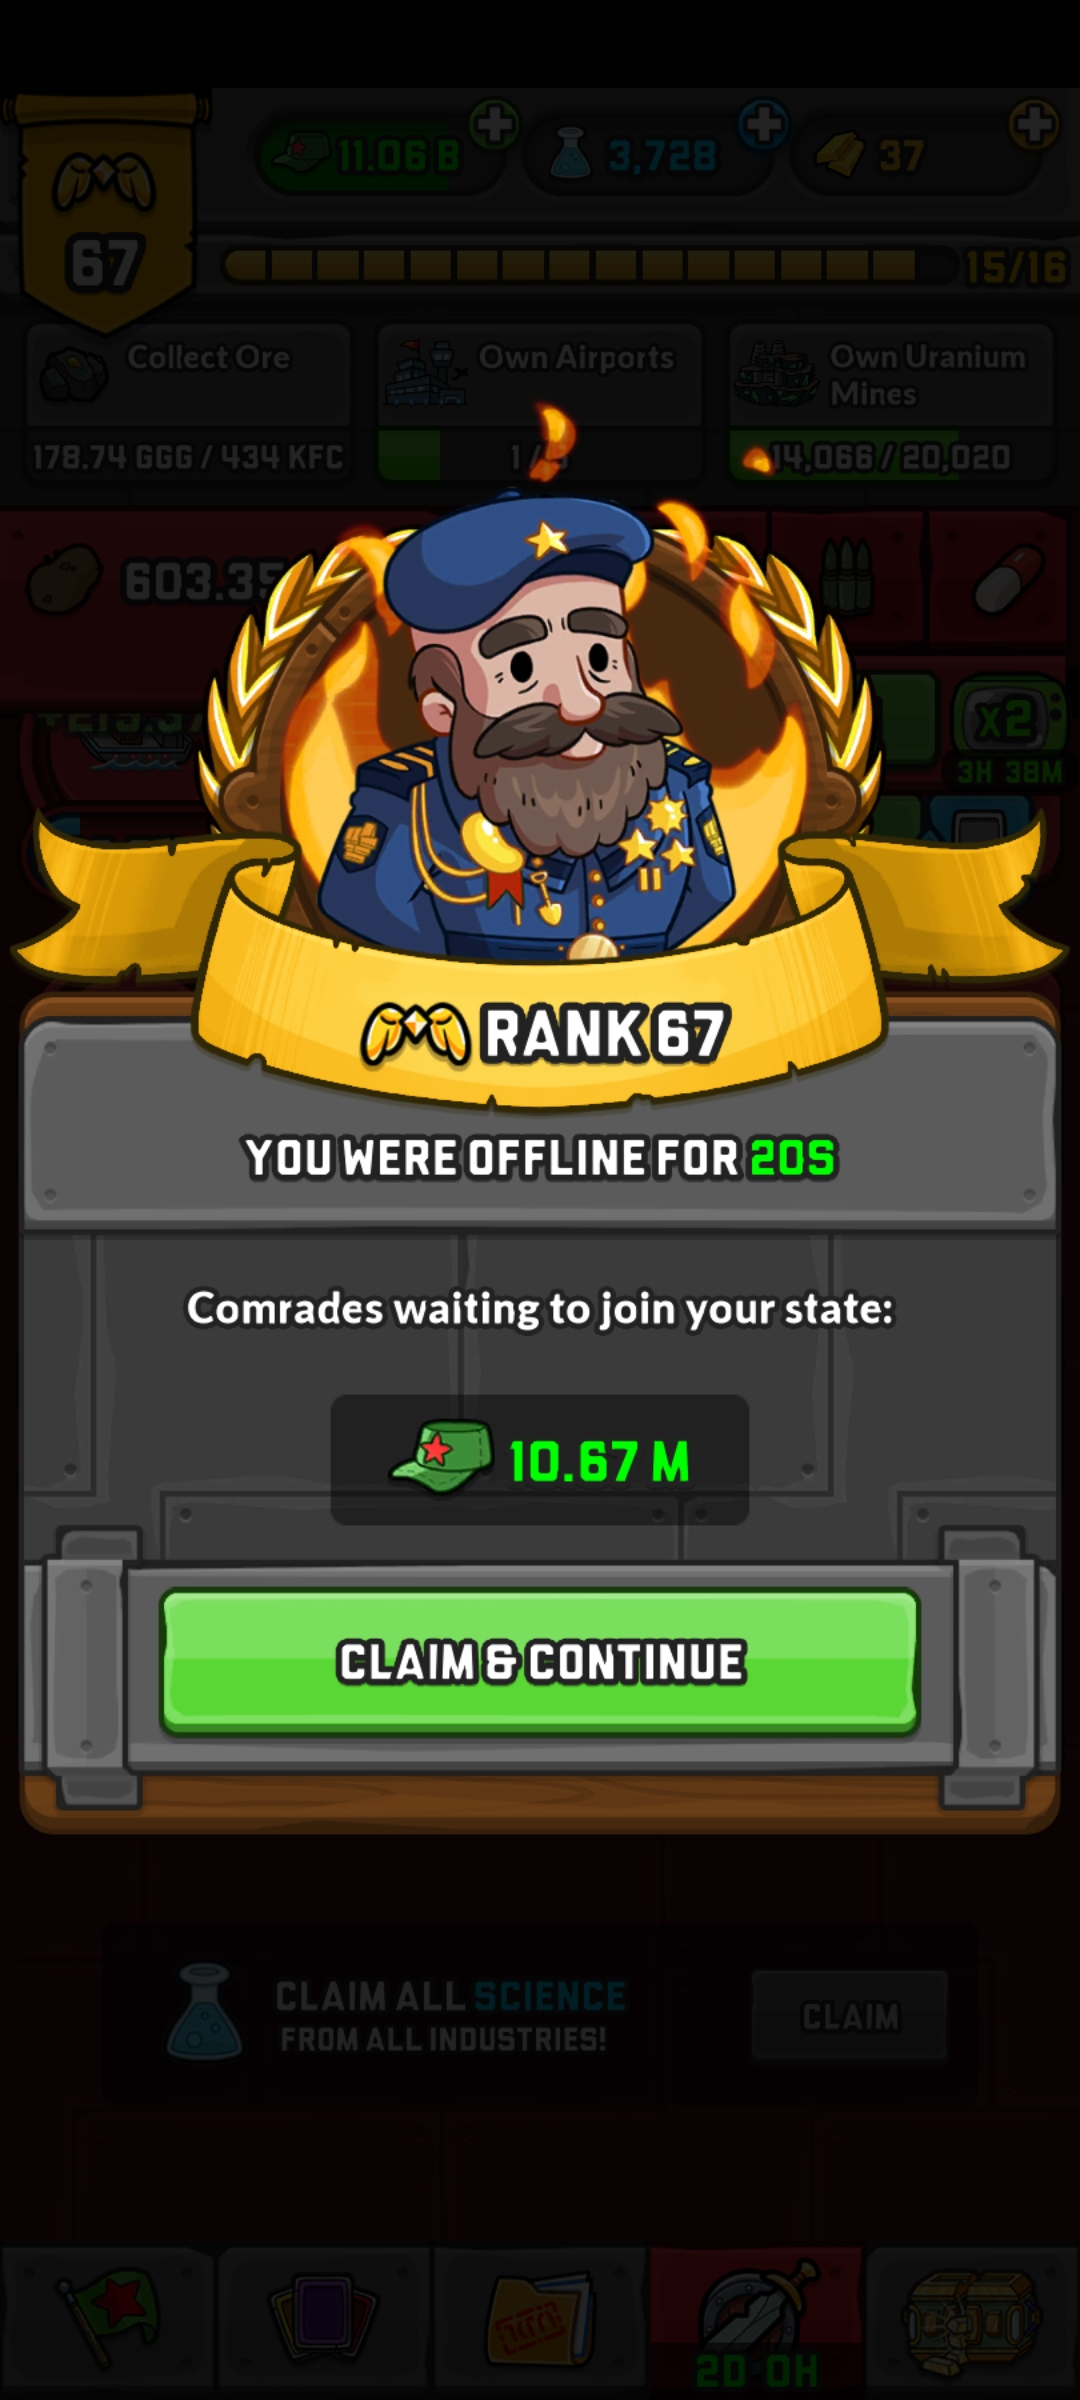 11.06 B
3,728
37
67
15/16
Collect Ore
Own Airports
Own Uranium
Mines
178.74 GGG / 434 KFC
14,066 / 20,020
x2
3H 38M
RANK 67
YOU WERE OFFLINE FOR 20S
Comrades waiting to join your state:
10.67 M
CLAIM & CONTINUE
CLAIM ALL SCIENCE
FROM ALL INDUSTRIES!
CLAIM
2D 0H